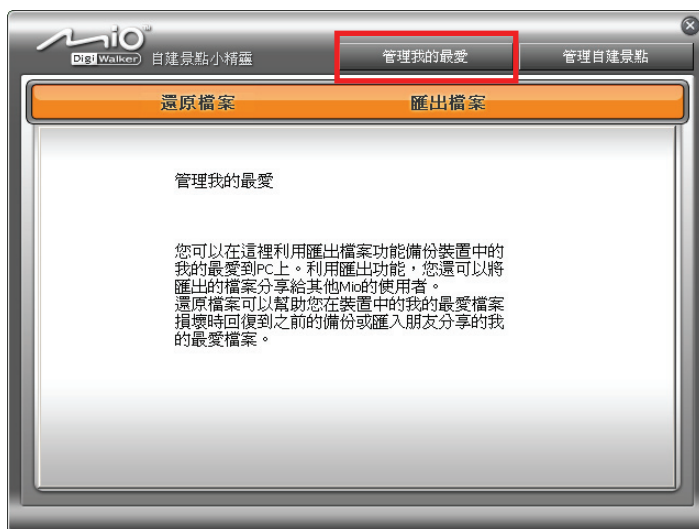 Mio™
DigiWalker 自建景點小精靈
管理我的最愛
管理自建景點
還原檔案
匯出檔案
管理我的最愛
您可以在這裡利用匯出檔案功能備份裝置中的
我的最愛到PC上。利用匯出功能，您還可以將
匯出的檔案分享給其他Mio的使用者。
還原檔案可以幫助您在裝置中的我的最愛檔案
損壞時回復到之前的備份或匯入朋友分享的我
的最愛檔案。